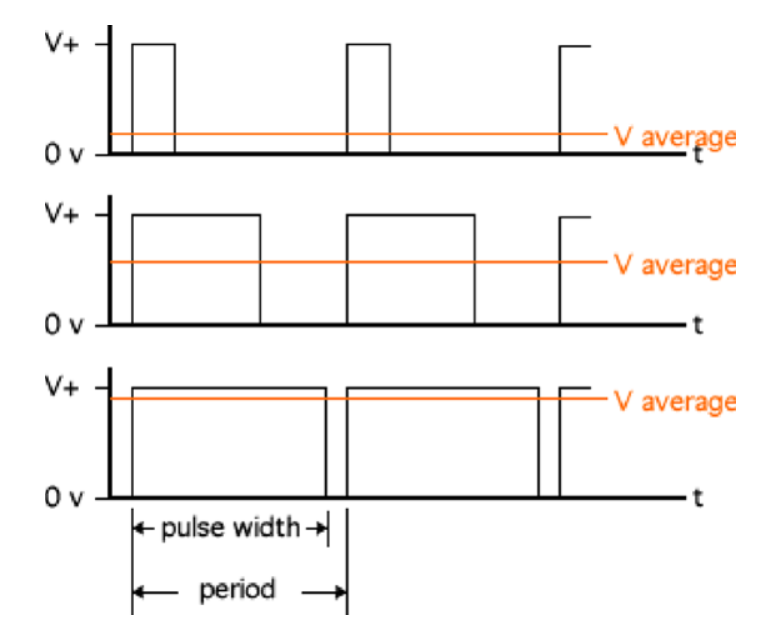 V+
V average
0 v
t
V+
V average
0 v
t
V+
V average
0 v
t
pulse width
period